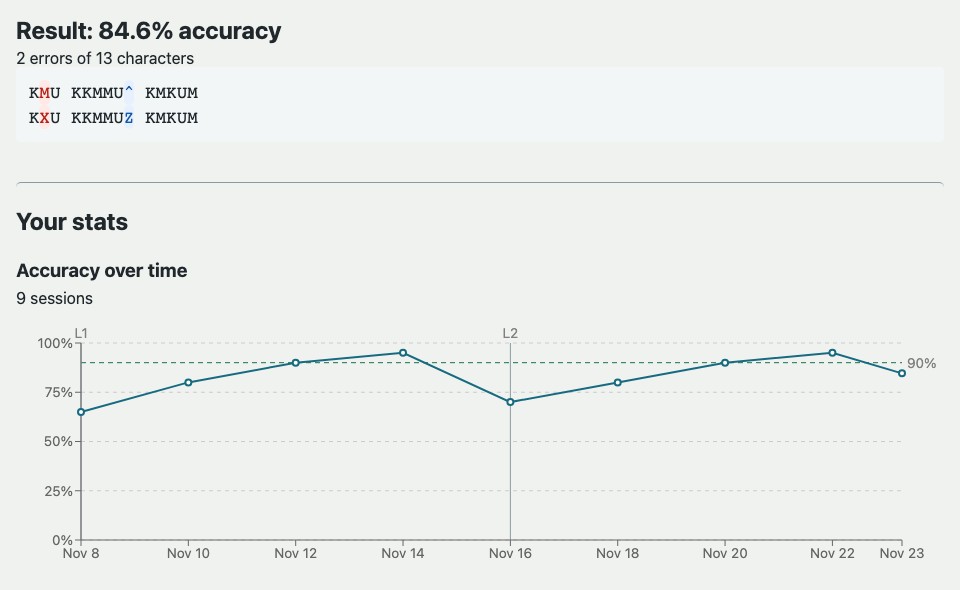 Result: 84.6% accuracy
2 errors of 13 characters
KMU KKMMU^ KMKUM
KXU KKMMUZ KMKUM
Your stats
Accuracy over time
9 sessions
L1 L2
100%
90%
75%
50%
25%
0%
Nov 8 Nov 10 Nov 12 Nov 14 Nov 16 Nov 18 Nov 20 Nov 22 Nov 23